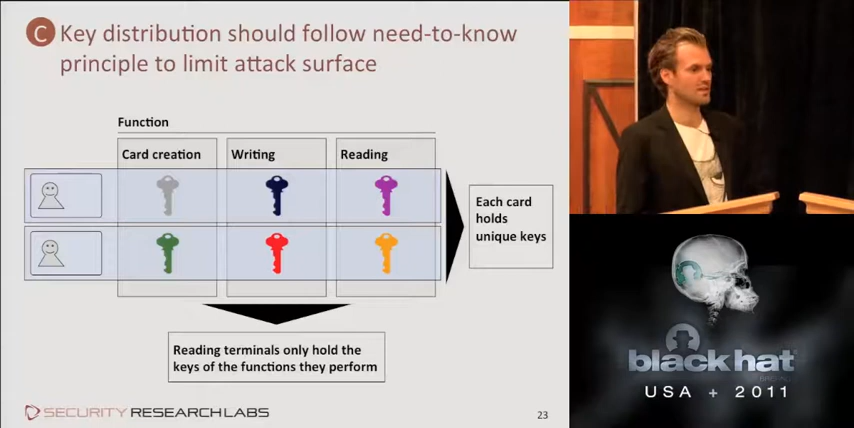 C Key distribution should follow need-to-know
principle to limit attack surface
Function
Card creation
Writing
Reading
Each card
holds
unique keys
Reading terminals only hold the
keys of the functions they perform
SECURITY RESEARCH LABS
23
black hat
USA + 2011